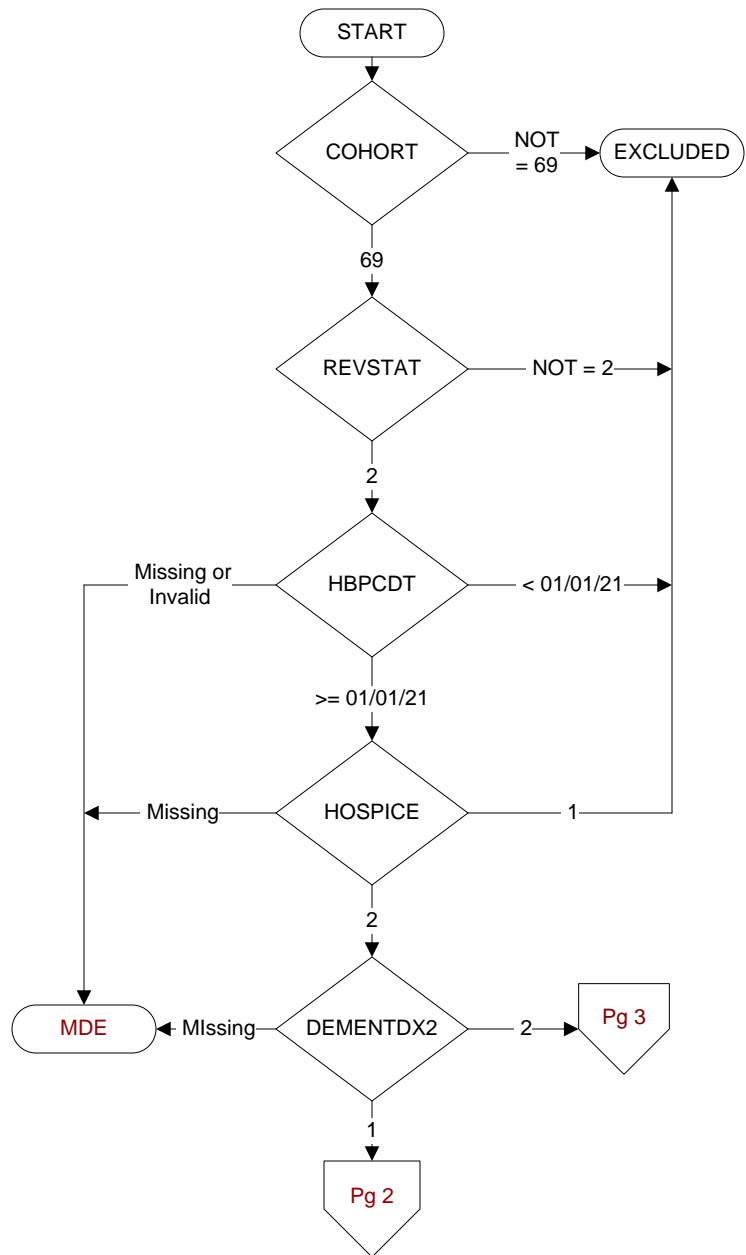 START
COHORT
NOT
= 69
EXCLUDED
69
REVSTAT
NOT = 2
2
Missing or
Invalid
HBPCDT
< 01/01/21
>= 01/01/21
Missing
HOSPICE
1
2
MDE
MIssing
DEMENTDX2
2
Pg 3
1
Pg 2